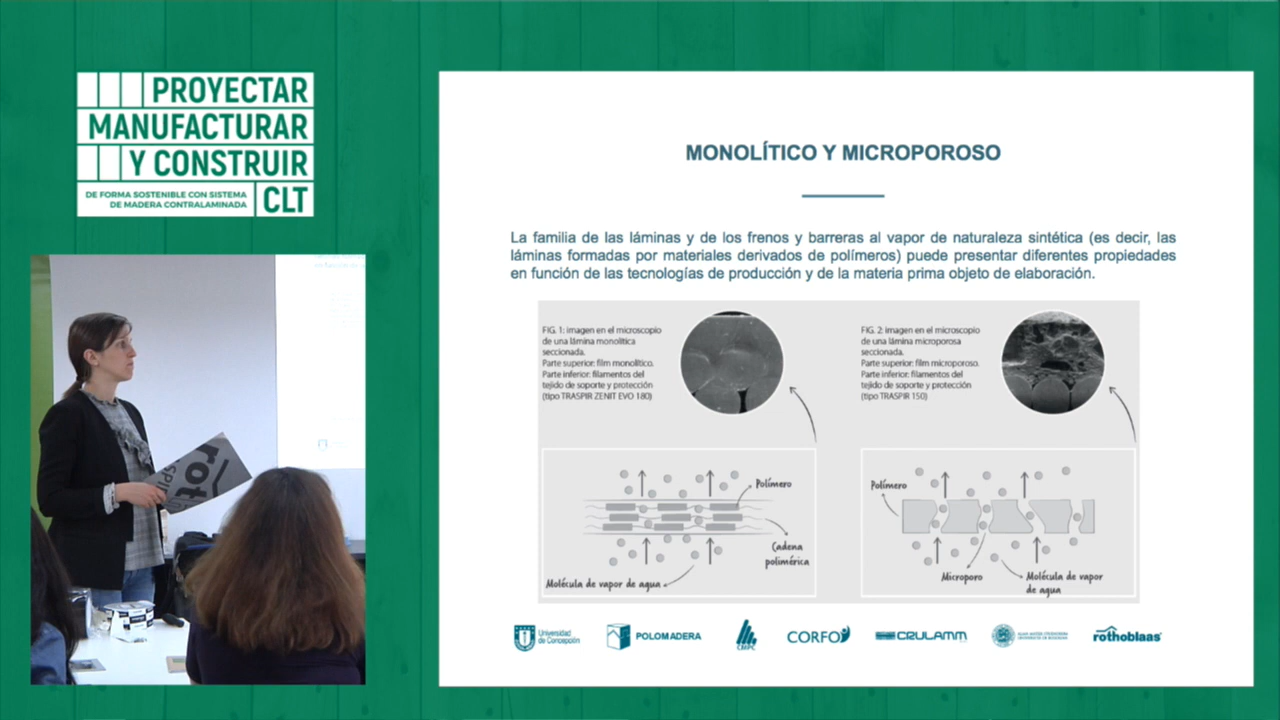 PROYECTAR
MANUFACTURAR
Y CONSTRUIR
DE FORMA SOSTENIBLE CON SISTEMA
DE MADERA CONTRALAMINADA
CLT
MONOLÍTICO Y MICROPOROSO
La familia de las láminas y de los frenos y barreras al vapor de naturaleza sintética (es decir, las
láminas formadas por materiales derivados de polímeros) puede presentar diferentes propiedades
en función de las tecnologías de producción y de la materia prima objeto de elaboración.
FIG. 1: imagen en el microscopio
de una lámina monolítica
seccionada.
Parte superior: film monolítico.
Parte inferior: filamentos del
tejido de soporte y protección
(tipo TRASPIR ZENIT EVO 180)
FIG. 2: imagen en el microscopio
de una lámina microporosa
seccionada.
Parte superior: film microporoso.
Parte inferior: filamentos del
tejido de soporte y protección
(tipo TRASPIR 150)
Polímero
Cadena
polimérica
Molécula de vapor de agua
Polímero
Microporo
Molécula de vapor
de agua
Universidad
de Concepción
POLOMADERA
CMPC
CORFO
CRULAMM
rothoblaas
rot